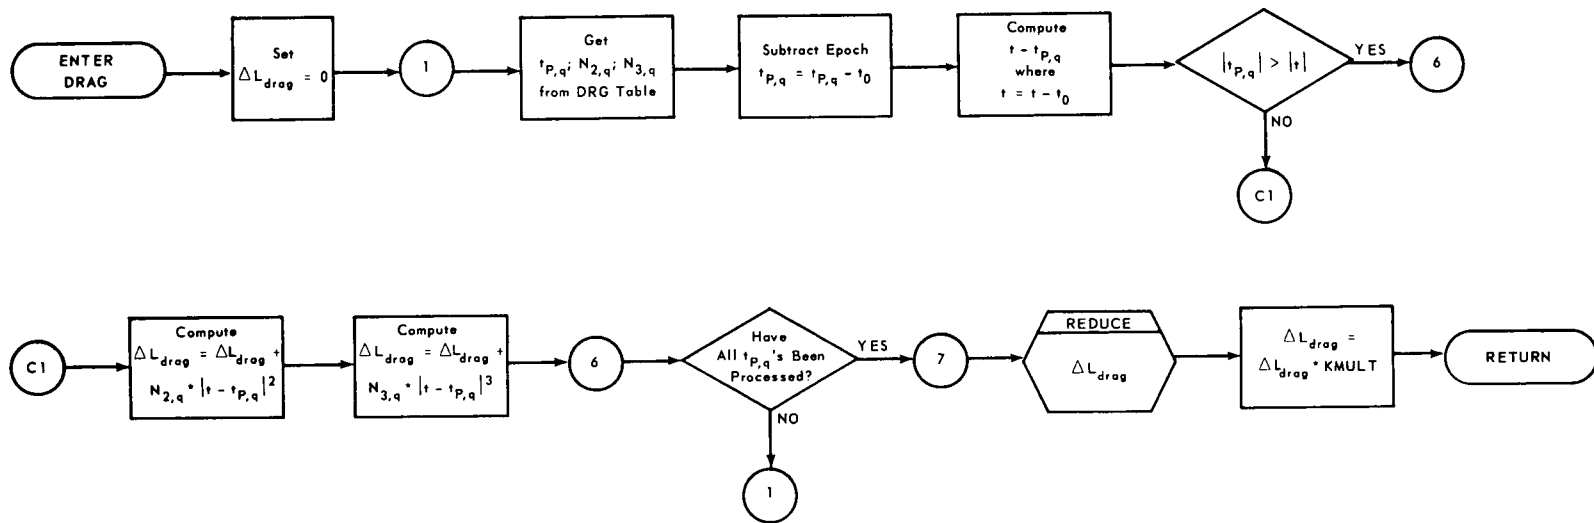 ENTER
DRAG
Set
ΔL_drag = 0
1
Get
t_P,q; N_2,q; N_3,q
from DRG Table
Subtract Epoch
t_P,q = t_P,q - t_0
Compute
t - t_P,q
where
t = t - t_0
|t_P,q| > |t|
YES
6
NO
C1
C1
Compute
ΔL_drag = ΔL_drag +
N_2,q * |t - t_P,q|^2
Compute
ΔL_drag = ΔL_drag +
N_3,q * |t - t_P,q|^3
6
Have
All t_P,q's Been
Processed?
YES
7
NO
1
REDUCE
ΔL_drag
ΔL_drag =
ΔL_drag * KMULT
RETURN